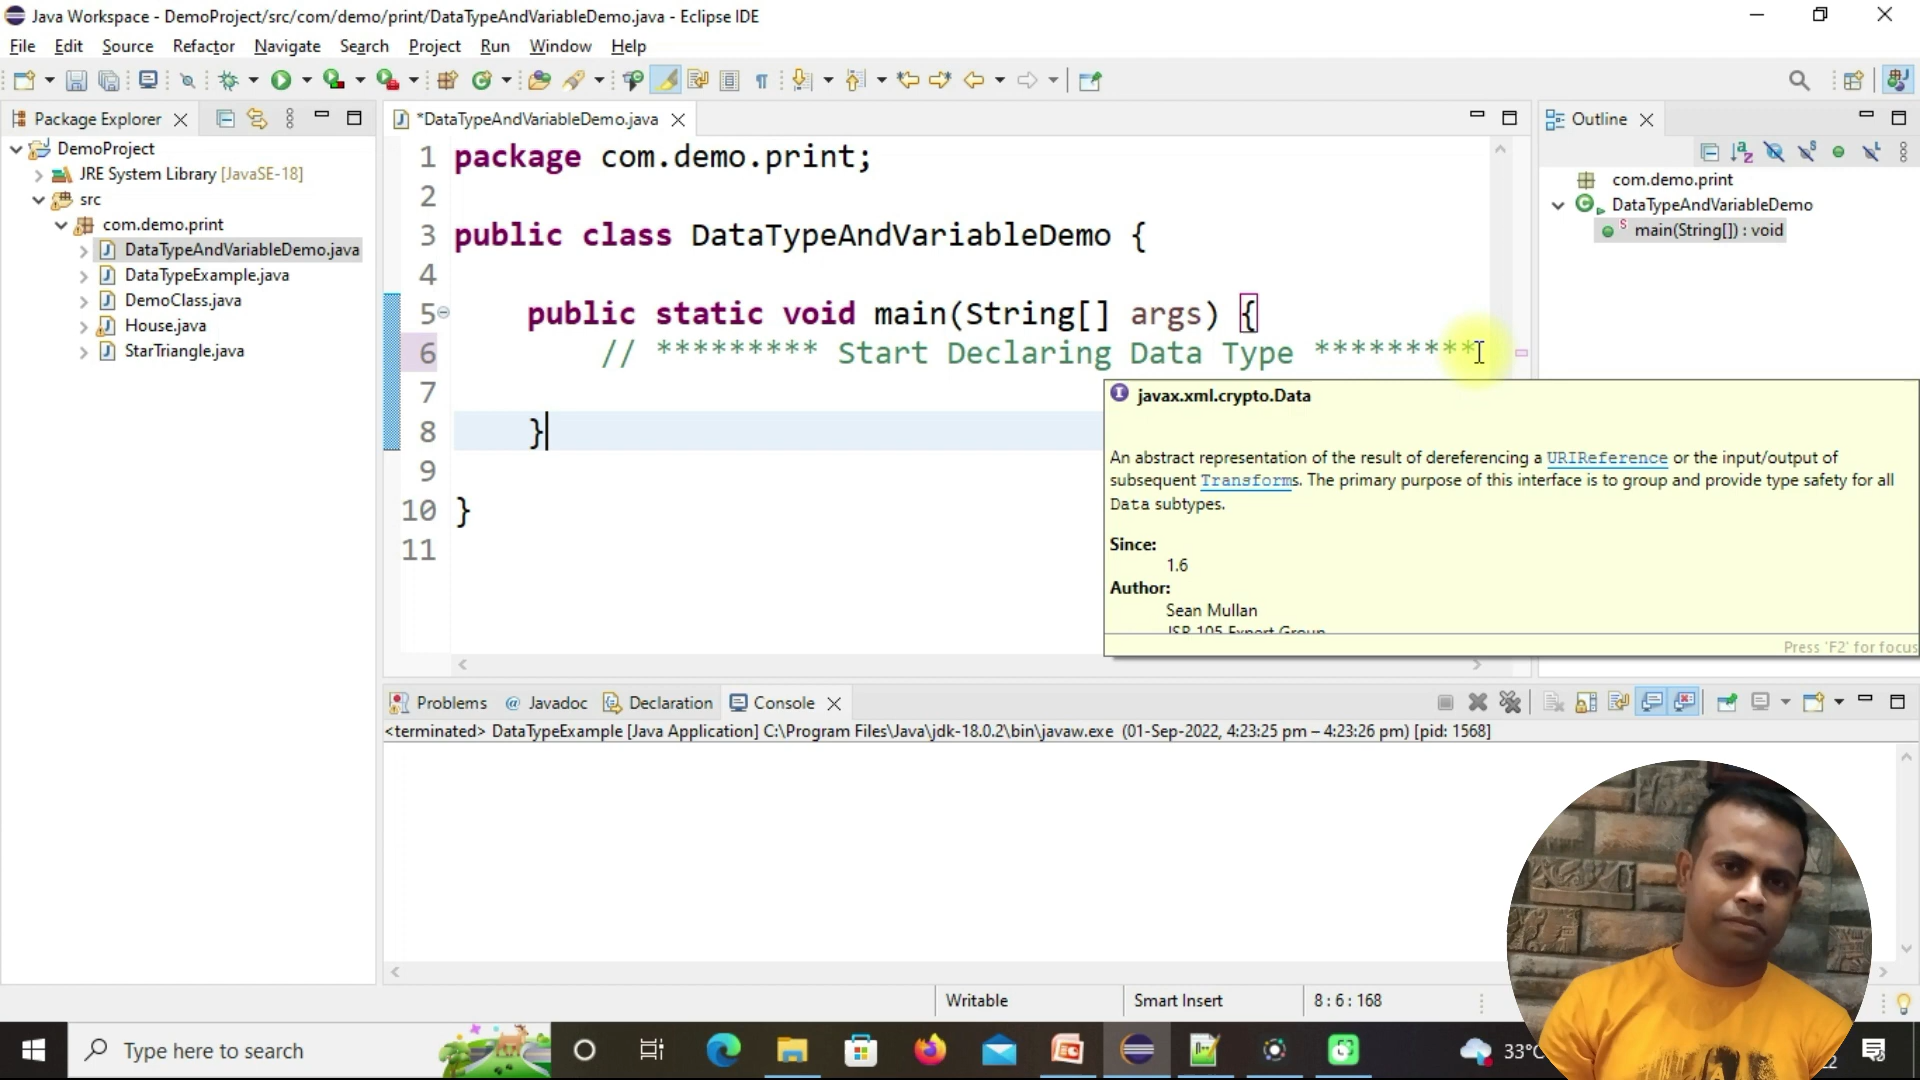 Java Workspace - DemoProject/src/com/demo/print/DataTypeAndVariableDemo.java - Eclipse IDE
File Edit Source Refactor Navigate Search Project Run Window Help
Package Explorer
DemoProject
JRE System Library [JavaSE-18]
src
com.demo.print
DataTypeAndVariableDemo.java
DataTypeExample.java
DemoClass.java
House.java
StarTriangle.java
*DataTypeAndVariableDemo.java
1 package com.demo.print;
2
3 public class DataTypeAndVariableDemo {
4
5 public static void main(String[] args) {
6 // ********* Start Declaring Data Type *********
7
8 }
9
10 }
11
Outline
com.demo.print
DataTypeAndVariableDemo
main(String[]) : void
javax.xml.crypto.Data
An abstract representation of the result of dereferencing a URIReference or the input/output of
subsequent Transforms. The primary purpose of this interface is to group and provide type safety for all
Data subtypes.
Since:
1.6
Author:
Sean Mullan
JSR 105 Expert Group
Press 'F2' for focus
Problems Javadoc Declaration Console
<terminated> DataTypeExample [Java Application] C:\Program Files\Java\jdk-18.0.2\bin\javaw.exe (01-Sep-2022, 4:23:25 pm – 4:23:26 pm) [pid: 1568]
Writable Smart Insert 8 : 6 : 168
Type here to search
33°C